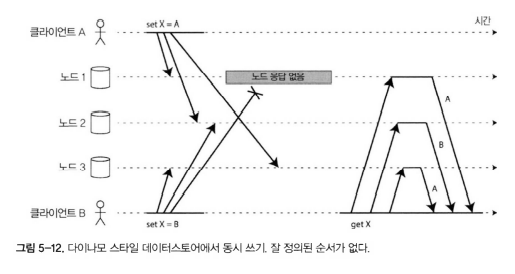 시간
클라이언트 A
set X = A
노드 1
노드 응답 없음
A
노드 2
B
노드 3
A
클라이언트 B
set X = B
get X
그림 5-12. 다이나모 스타일 데이터스토어에서 동시 쓰기. 잘 정의된 순서가 없다.